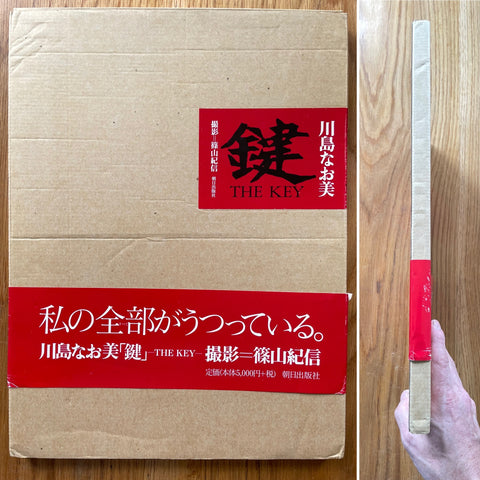 川島なお美
鍵
THE KEY
撮影=篠山紀信
朝日出版社
私の全部がうつっている。
川島なお美「鍵」—THE KEY—撮影=篠山紀信
定価(本体5,000円+税) 朝日出版社